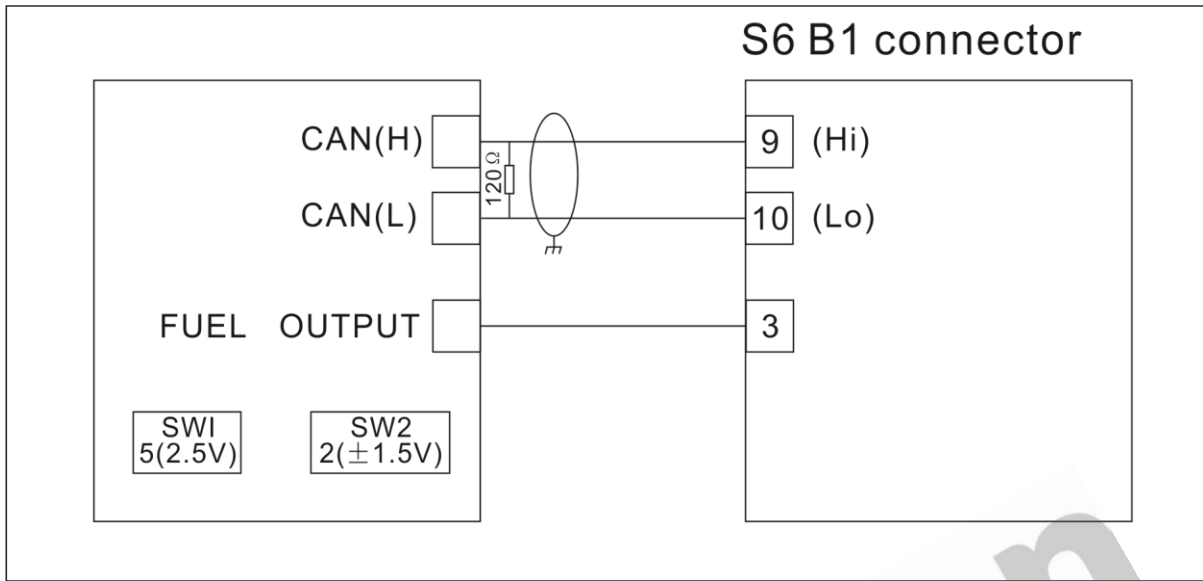 S6 B1 connector
CAN(H)
120Ω
9 (Hi)
CAN(L)
10 (Lo)
FUEL OUTPUT
3
SWI
5(2.5V)
SW2
2(±1.5V)
n